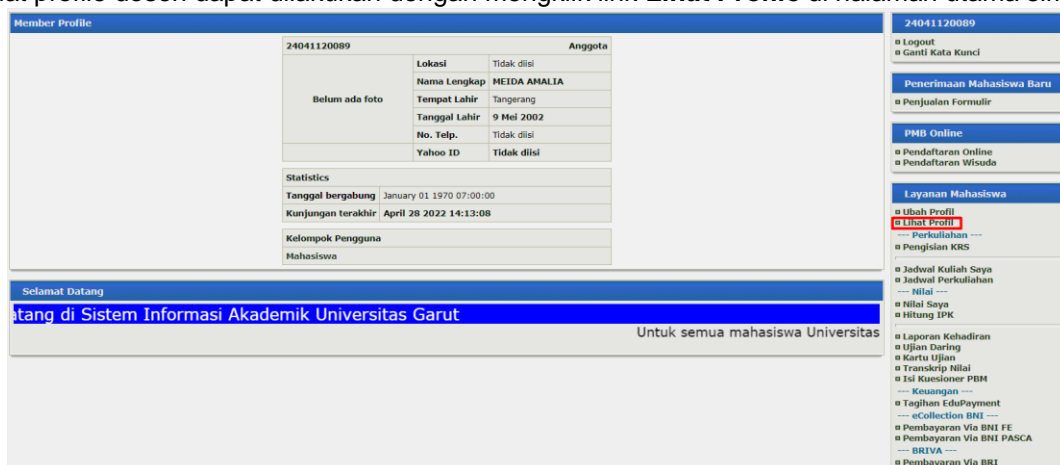 Member Profile
24041120089 Anggota
Belum ada foto
Lokasi Tidak diisi
Nama Lengkap MEIDA AMALIA
Tempat Lahir Tangerang
Tanggal Lahir 9 Mei 2002
No. Telp. Tidak diisi
Yahoo ID Tidak diisi
Statistics
Tanggal bergabung January 01 1970 07:00:00
Kunjungan terakhir April 28 2022 14:13:08
Kelompok Pengguna
Mahasiswa
Selamat Datang
atang di Sistem Informasi Akademik Universitas Garut
Untuk semua mahasiswa Universitas
24041120089
Logout
Ganti Kata Kunci
Penerimaan Mahasiswa Baru
Penjualan Formulir
PMB Online
Pendaftaran Online
Pendaftaran Wisuda
Layanan Mahasiswa
Ubah Profil
Lihat Profil
--- Perkuliahan ---
Pengisian KRS
Jadwal Kuliah Saya
Jadwal Perkuliahan
--- Nilai ---
Nilai Saya
Hitung IPK
Laporan Kehadiran
Ujian Daring
Kartu Ujian
Transkrip Nilai
Isi Kuesioner PBM
--- Keuangan ---
Tagihan EduPayment
--- eCollection BNI ---
Pembayaran Via BNI FE
Pembayaran Via BNI PASCA
--- BRIVA ---
Pembayaran Via BRI